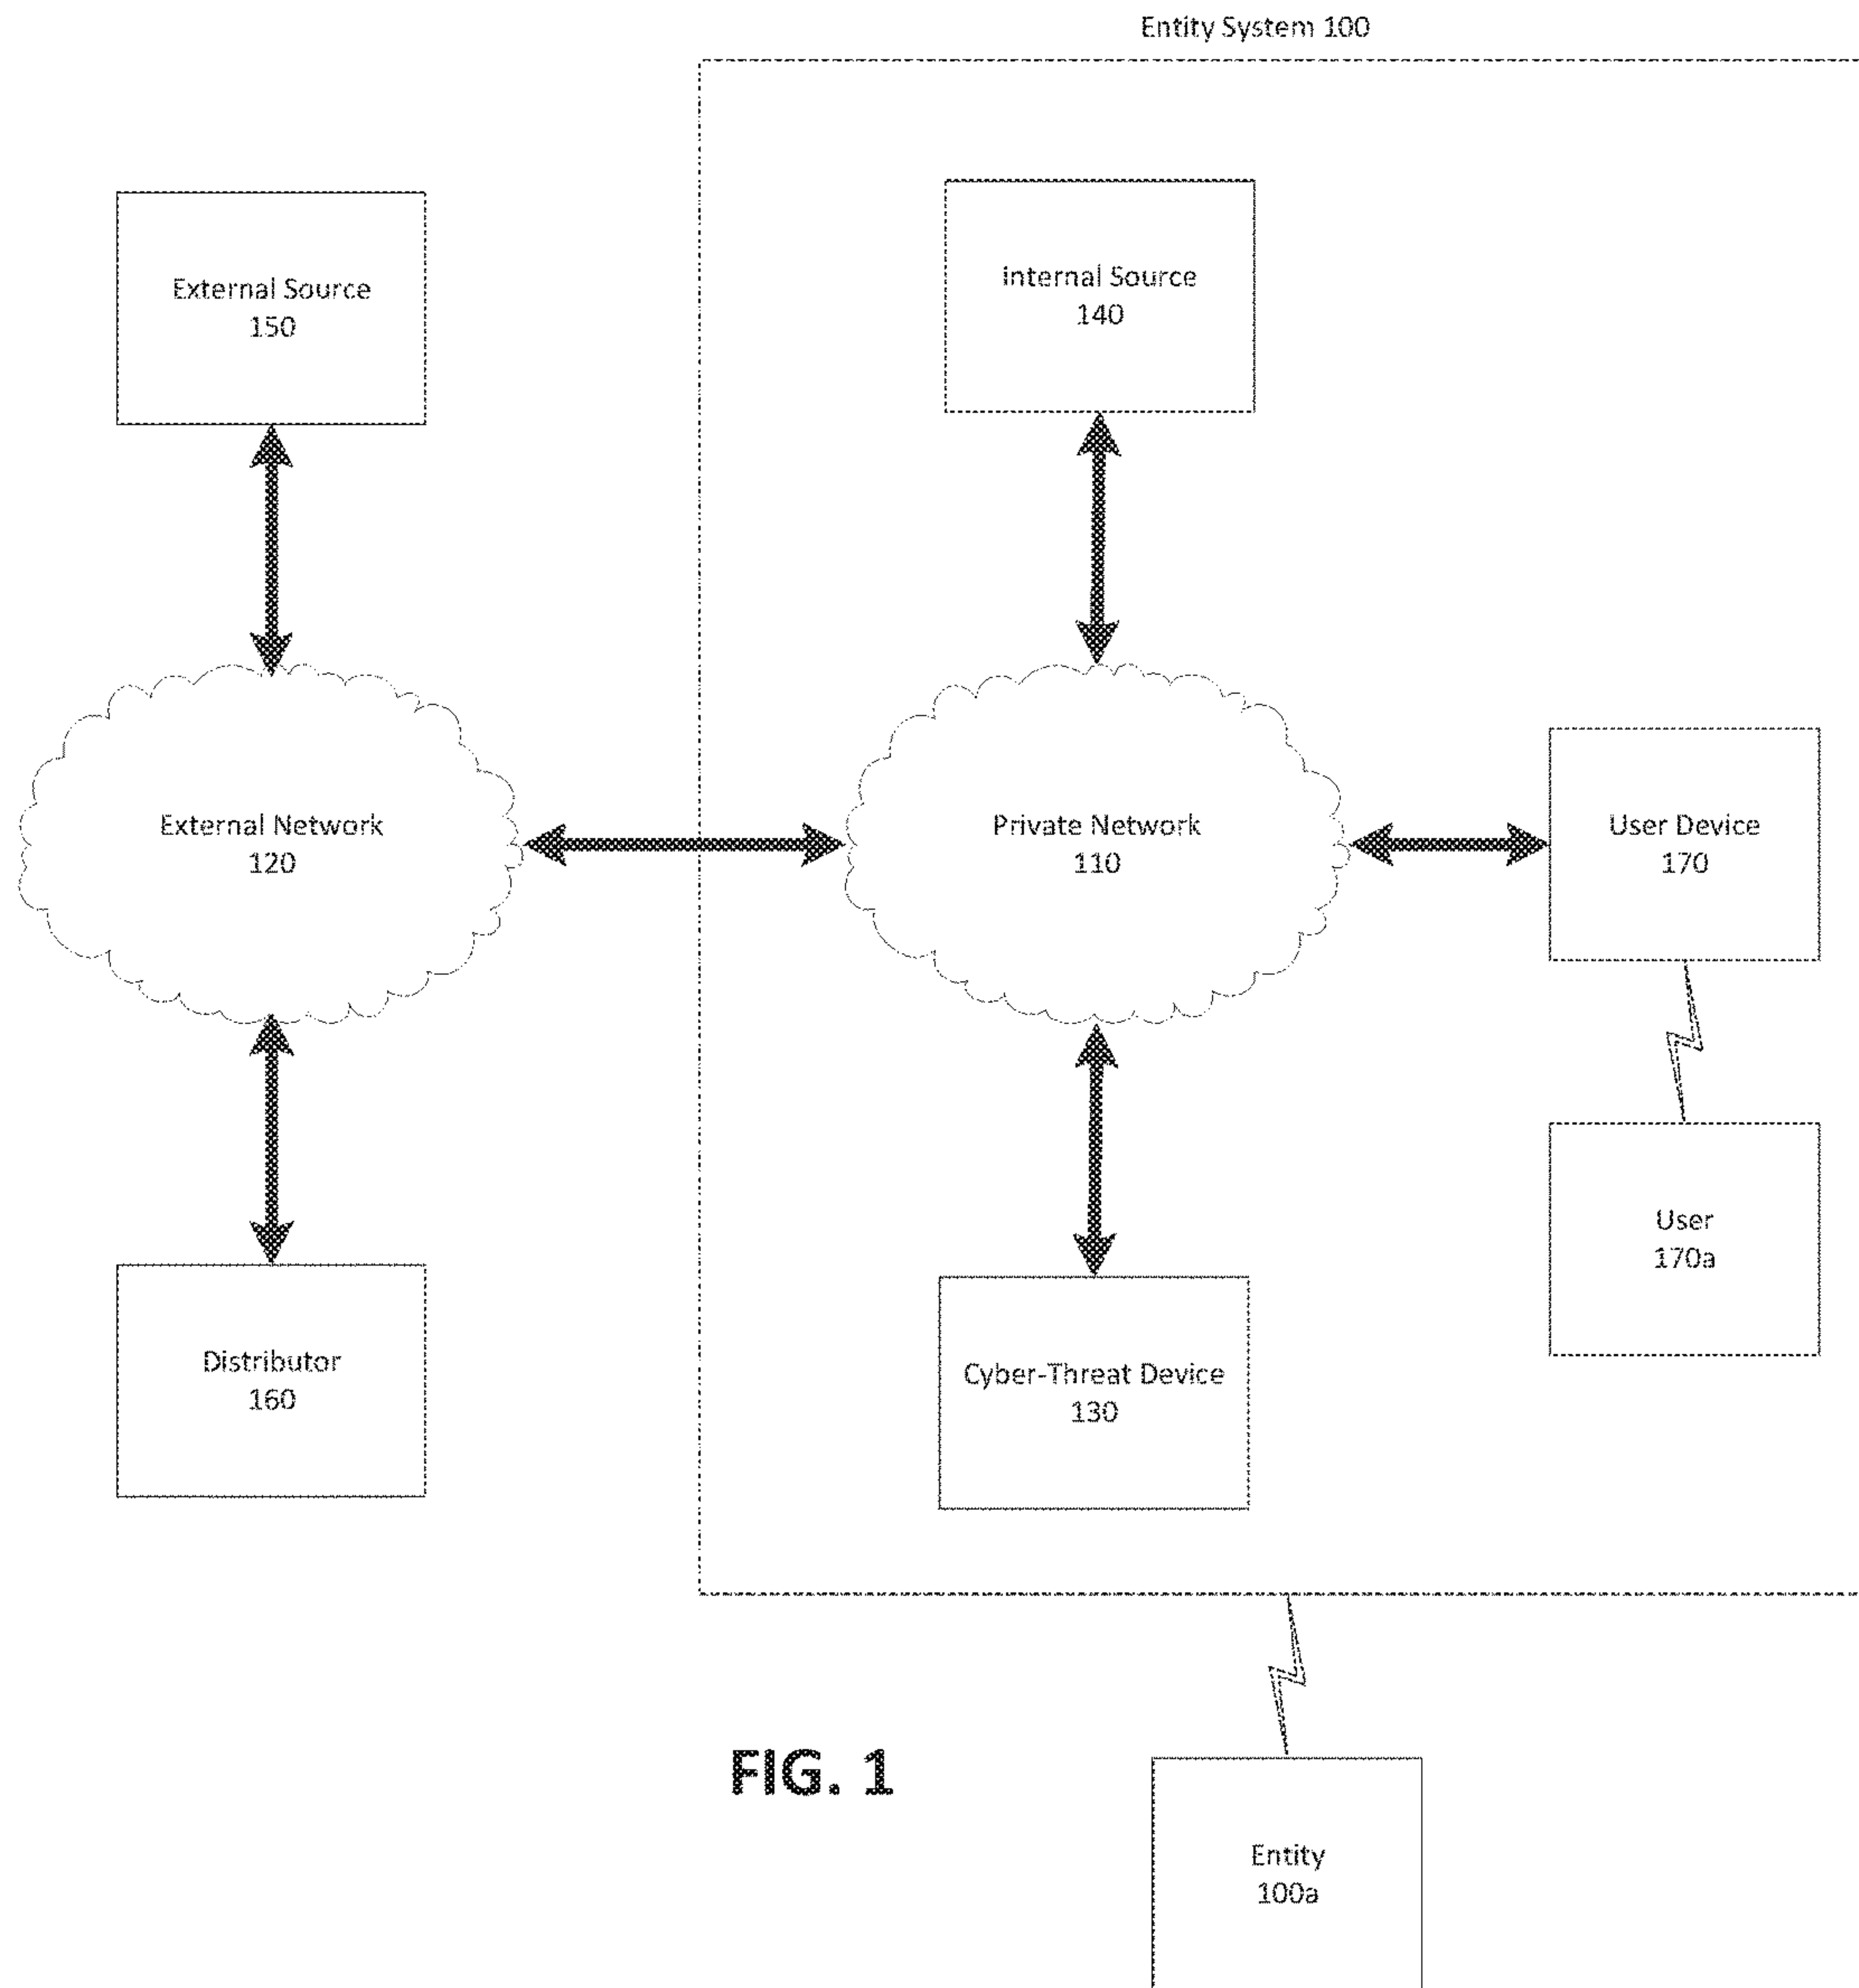 Entity System 100
External Source
150
Internal Source
140
External Network
120
Private Network
110
User Device
170
User
170a
Distributor
160
Cyber-Threat Device
130
FIG. 1
Entity
100a